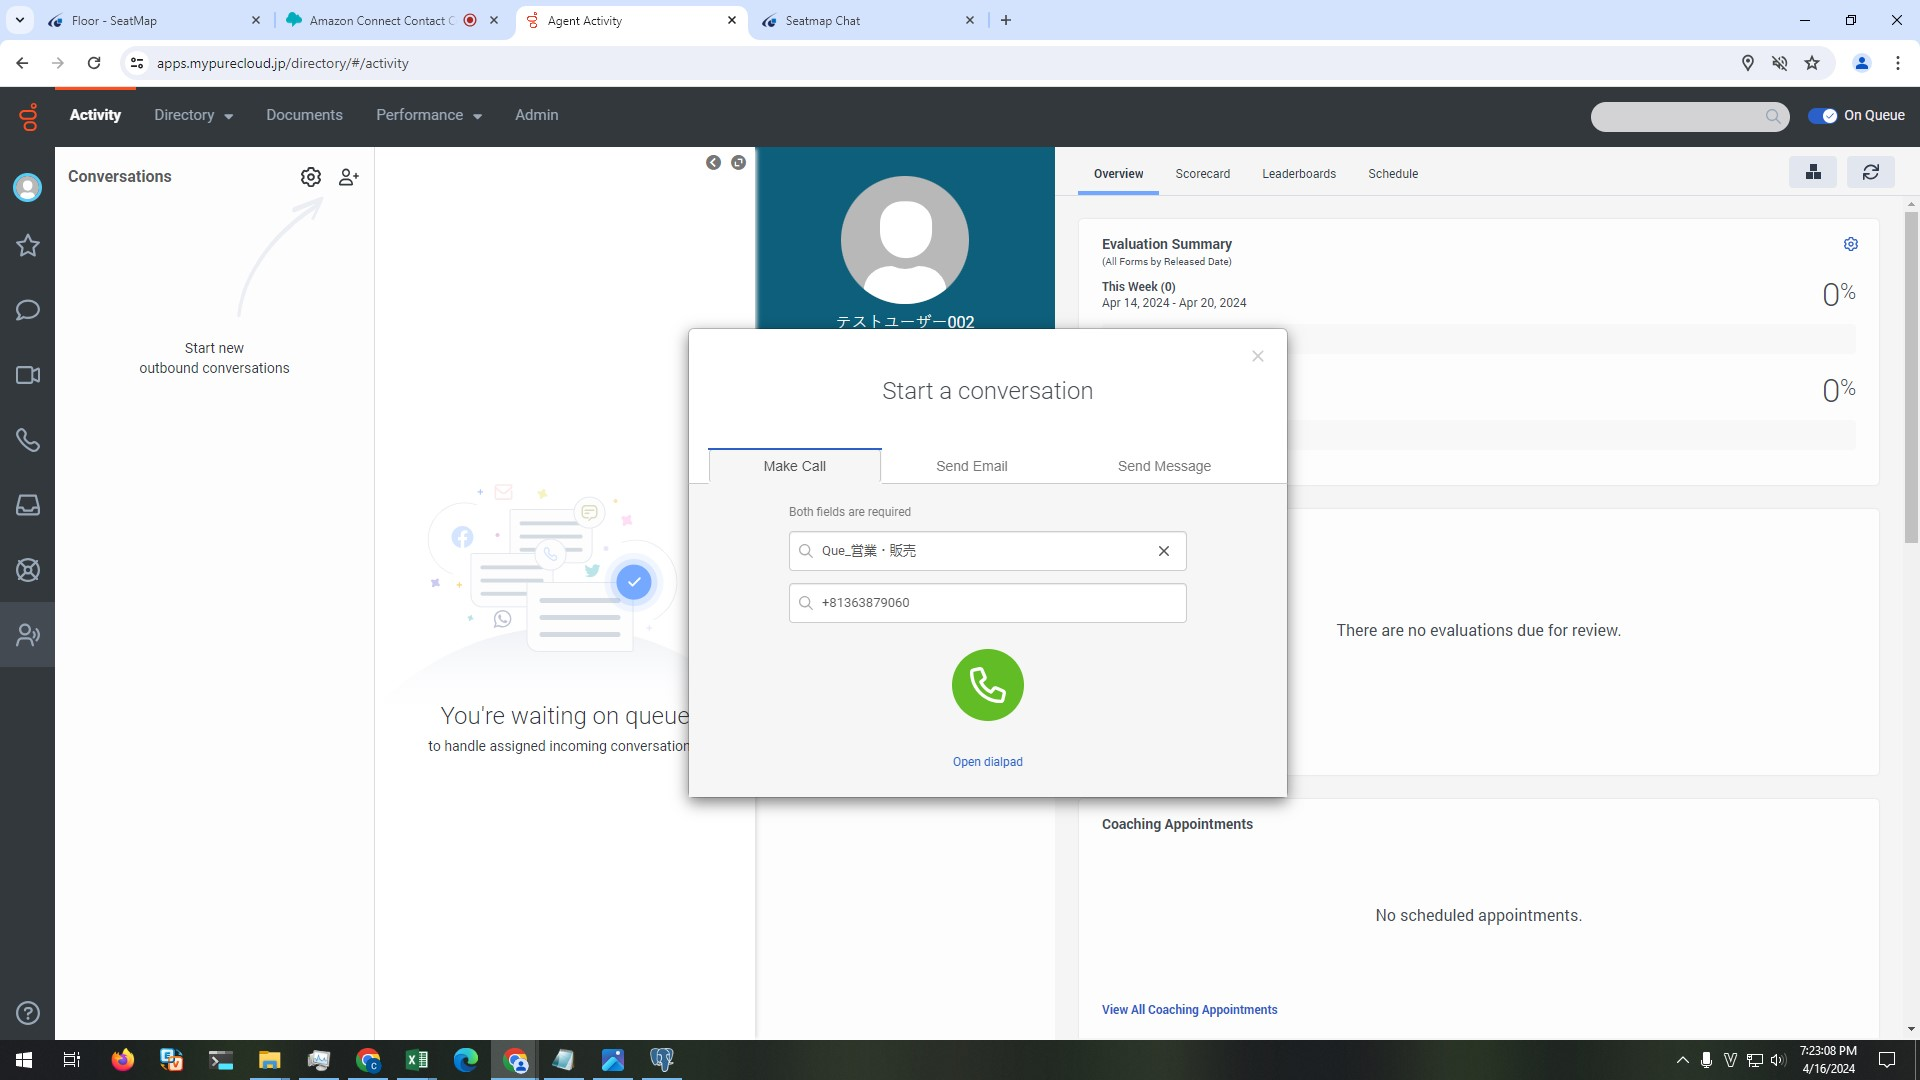 Floor - SeatMap
Amazon Connect Contact C
Agent Activity
Seatmap Chat
apps.mypurecloud.jp/directory/#/activity
Activity
Directory
Documents
Performance
Admin
On Queue
Conversations
Start new
outbound conversations
You're waiting on queue
to handle assigned incoming conversation
テストユーザー002
Overview
Scorecard
Leaderboards
Schedule
Evaluation Summary
(All Forms by Released Date)
This Week (0)
Apr 14, 2024 - Apr 20, 2024
0%
0%
Start a conversation
Make Call
Send Email
Send Message
Both fields are required
Que_営業・販売
+81363879060
Open dialpad
There are no evaluations due for review.
Coaching Appointments
No scheduled appointments.
View All Coaching Appointments
7:23:08 PM
4/16/2024